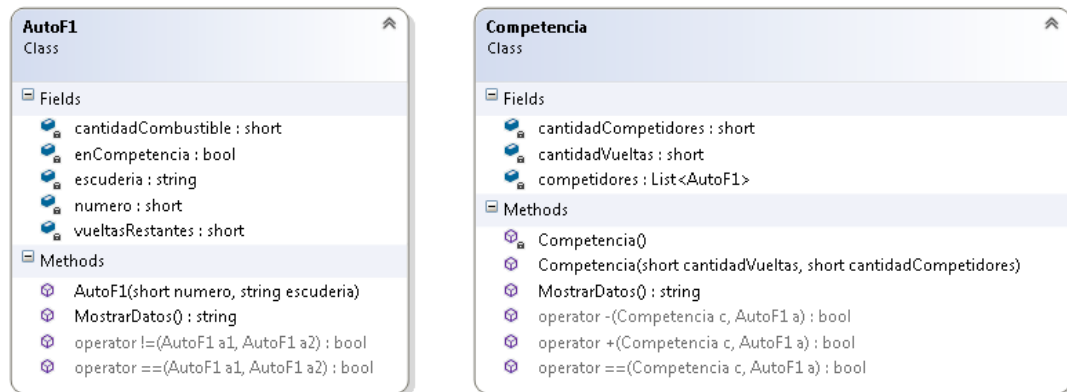 AutoF1
Class
Fields
cantidadCombustible : short
enCompetencia : bool
escuderia : string
numero : short
vueltasRestantes : short
Methods
AutoF1(short numero, string escuderia)
MostrarDatos() : string
operator !=(AutoF1 a1, AutoF1 a2) : bool
operator ==(AutoF1 a1, AutoF1 a2) : bool
Competencia
Class
Fields
cantidadCompetidores : short
cantidadVueltas : short
competidores : List<AutoF1>
Methods
Competencia()
Competencia(short cantidadVueltas, short cantidadCompetidores)
MostrarDatos() : string
operator -(Competencia c, AutoF1 a) : bool
operator +(Competencia c, AutoF1 a) : bool
operator ==(Competencia c, AutoF1 a) : bool